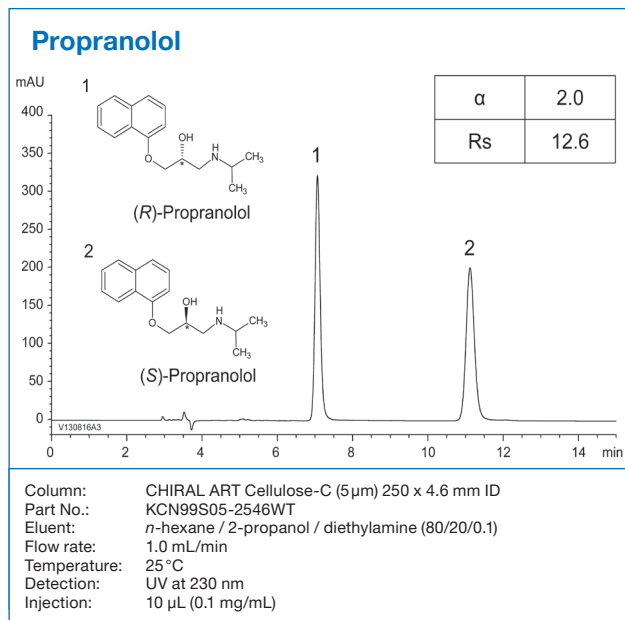 Propranolol
mAU
400
350
300
250
200
150
100
50
0
0 2 4 6 8 10 12 14 min
1
OH
H
N
O
*
CH3
CH3
(R)-Propranolol
2
OH
H
N
O
*
CH3
CH3
(S)-Propranolol
1
2
α 2.0
Rs 12.6
V130816A3
Column: CHIRAL ART Cellulose-C (5μm) 250 x 4.6 mm ID
Part No.: KCN99S05-2546WT
Eluent: n-hexane / 2-propanol / diethylamine (80/20/0.1)
Flow rate: 1.0 mL/min
Temperature: 25°C
Detection: UV at 230 nm
Injection: 10 μL (0.1 mg/mL)